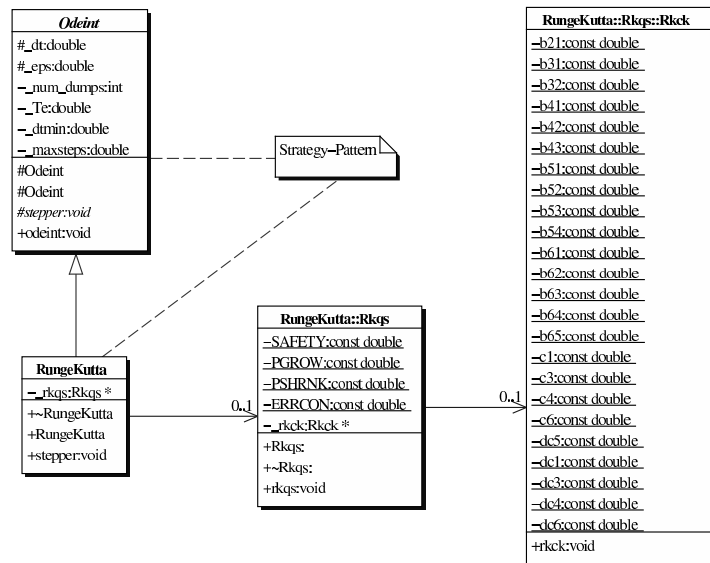 Odeint
#_dt:double
#_eps:double
−_num_dumps:int
−_Te:double
−_dtmin:double
−_maxsteps:double
#Odeint
#Odeint
#stepper:void
+odeint:void
Strategy−Pattern
RungeKutta
−_rkqs:Rkqs *
+~RungeKutta
+RungeKutta
+stepper:void
0..1
RungeKutta::Rkqs
−SAFETY:const double
−PGROW:const double
−PSHRNK:const double
−ERRCON:const double
−_rkck:Rkck *
+Rkqs:
+~Rkqs:
+rkqs:void
0..1
RungeKutta::Rkqs::Rkck
−b21:const double
−b31:const double
−b32:const double
−b41:const double
−b42:const double
−b43:const double
−b51:const double
−b52:const double
−b53:const double
−b54:const double
−b61:const double
−b62:const double
−b63:const double
−b64:const double
−b65:const double
−c1:const double
−c3:const double
−c4:const double
−c6:const double
−dc5:const double
−dc1:const double
−dc3:const double
−dc4:const double
−dc6:const double
+rkck:void